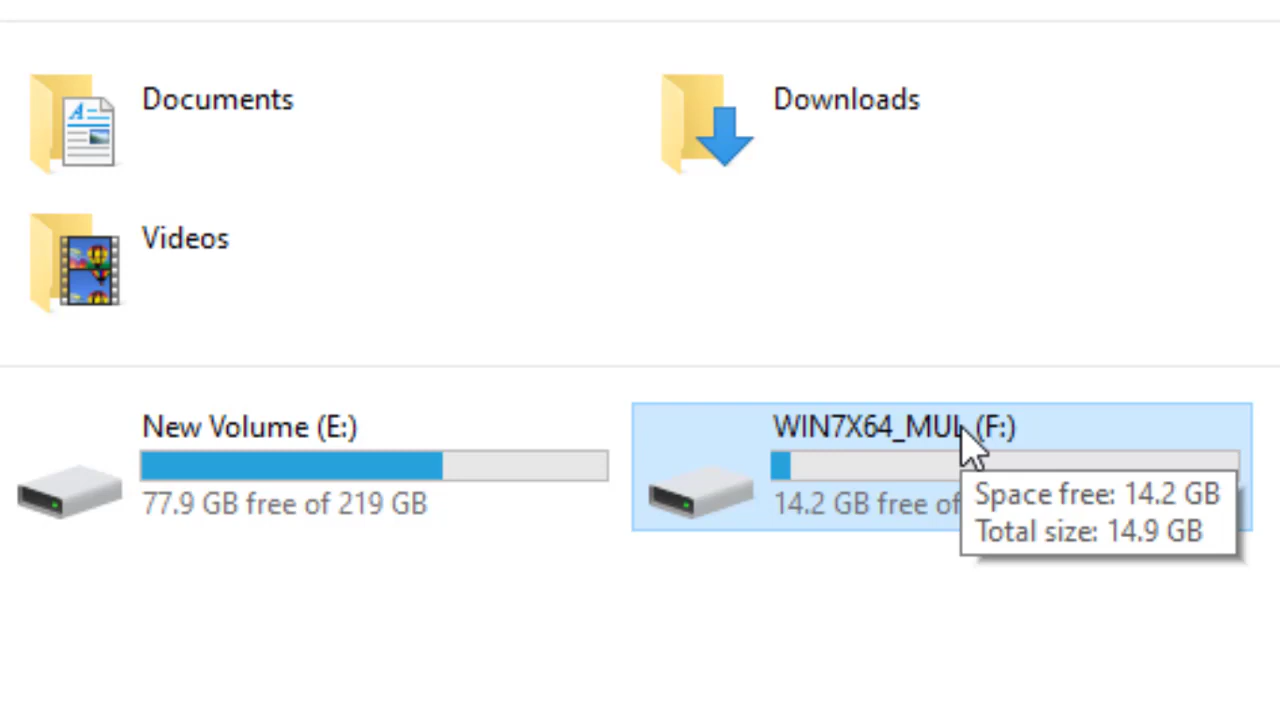 Documents
Downloads
Videos
New Volume (E:)
77.9 GB free of 219 GB
WIN7X64_MUL (F:)
14.2 GB free of
Space free: 14.2 GB
Total size: 14.9 GB